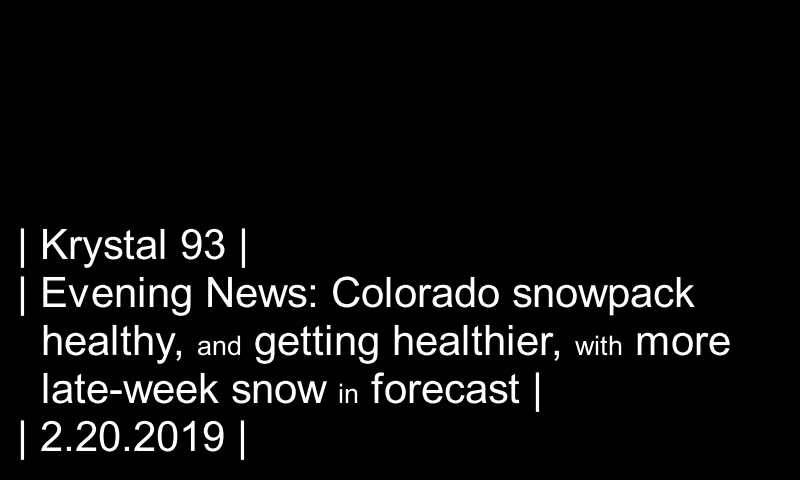 | Krystal 93 |
| Evening News: Colorado snowpack
healthy, and getting healthier, with more
late-week snow in forecast |
| 2.20.2019 |